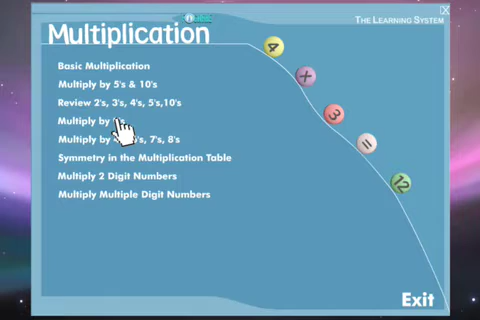 Multiplication
THE LEARNING SYSTEM
X
Basic Multiplication
Multiply by 5's & 10's
Review 2's, 3's, 4's, 5's,10's
Multiply by
Multiply by 7's, 8's
Symmetry in the Multiplication Table
Multiply 2 Digit Numbers
Multiply Multiple Digit Numbers
4
×
3
=
12
Exit